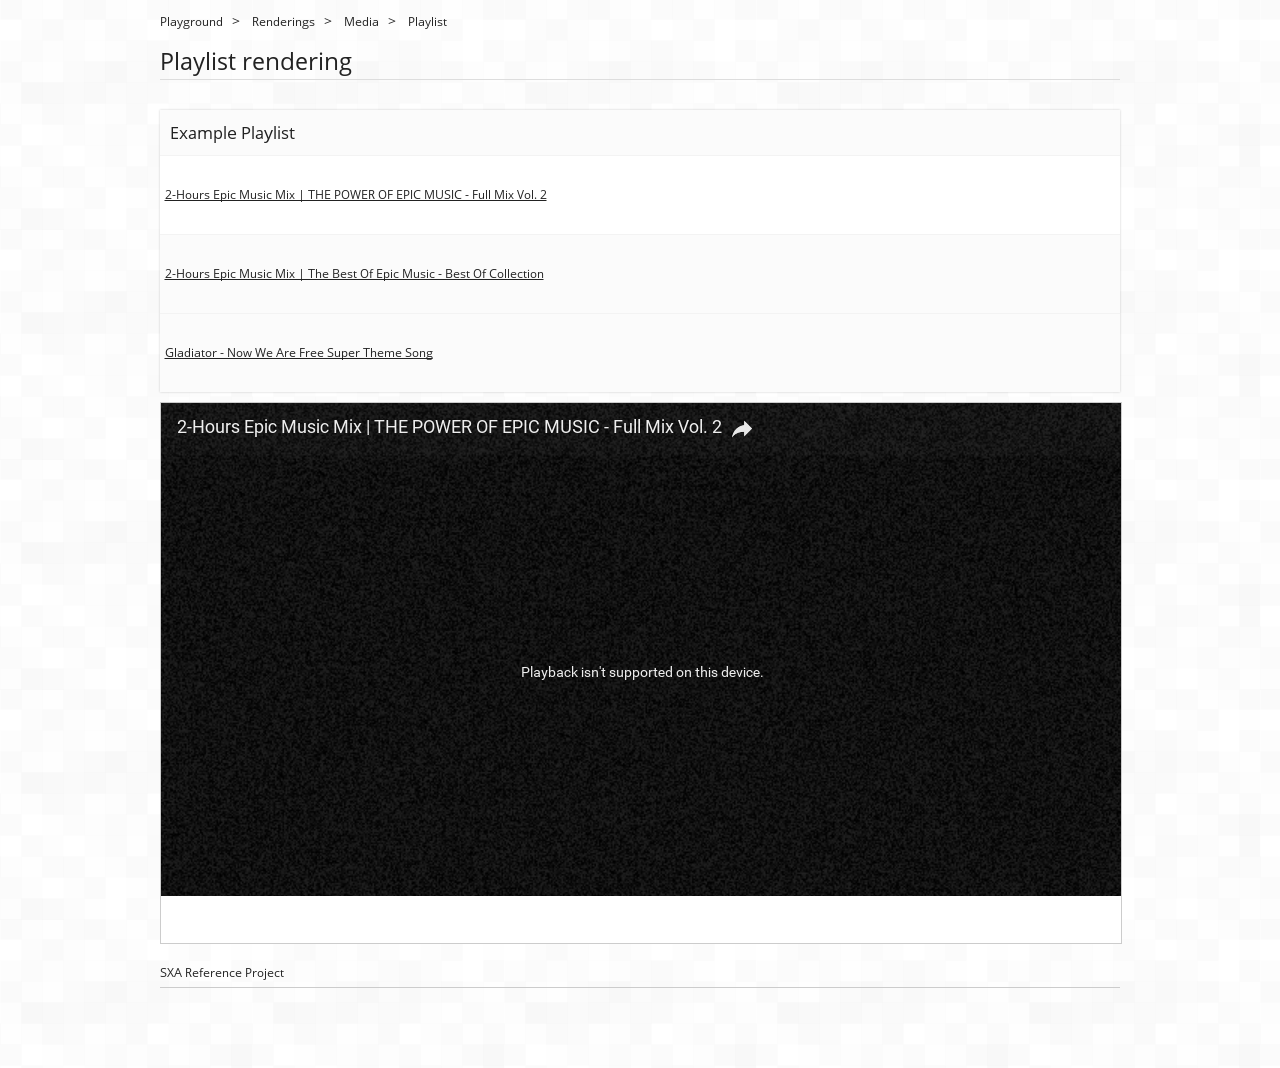 Playground > Renderings > Media > Playlist
Playlist rendering
Example Playlist
2-Hours Epic Music Mix | THE POWER OF EPIC MUSIC - Full Mix Vol. 2
2-Hours Epic Music Mix | The Best Of Epic Music - Best Of Collection
Gladiator - Now We Are Free Super Theme Song
2-Hours Epic Music Mix | THE POWER OF EPIC MUSIC - Full Mix Vol. 2
Playback isn't supported on this device.
SXA Reference Project